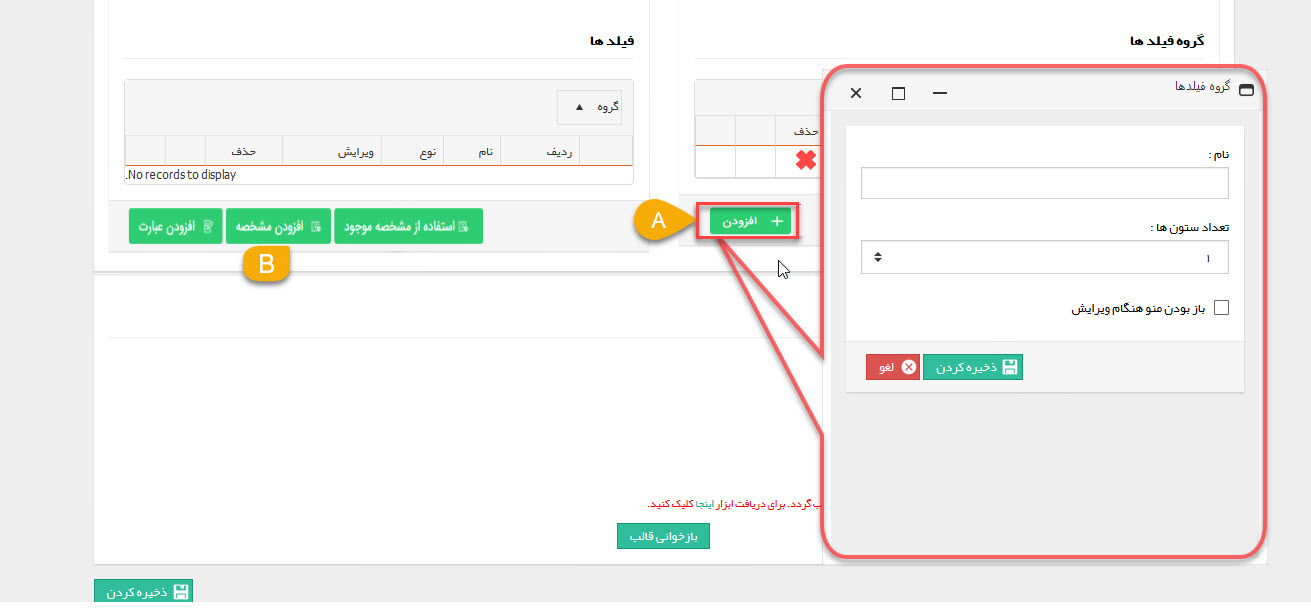 گروه فیلد ها
فیلد ها
گروه فیلدها
گروه
حذف
ردیف
نام
نوع
ویرایش
حذف
No records to display.
نام :
تعداد ستون ها :
۱
باز بودن منو هنگام ویرایش
ذخیره کردن
لغو
A
افزودن
استفاده از مشخصه موجود
افزودن مشخصه
افزودن عبارت
B
گردد. برای دریافت ابزار اینجا کلیک کنید.
بازخوانی قالب
ذخیره کردن